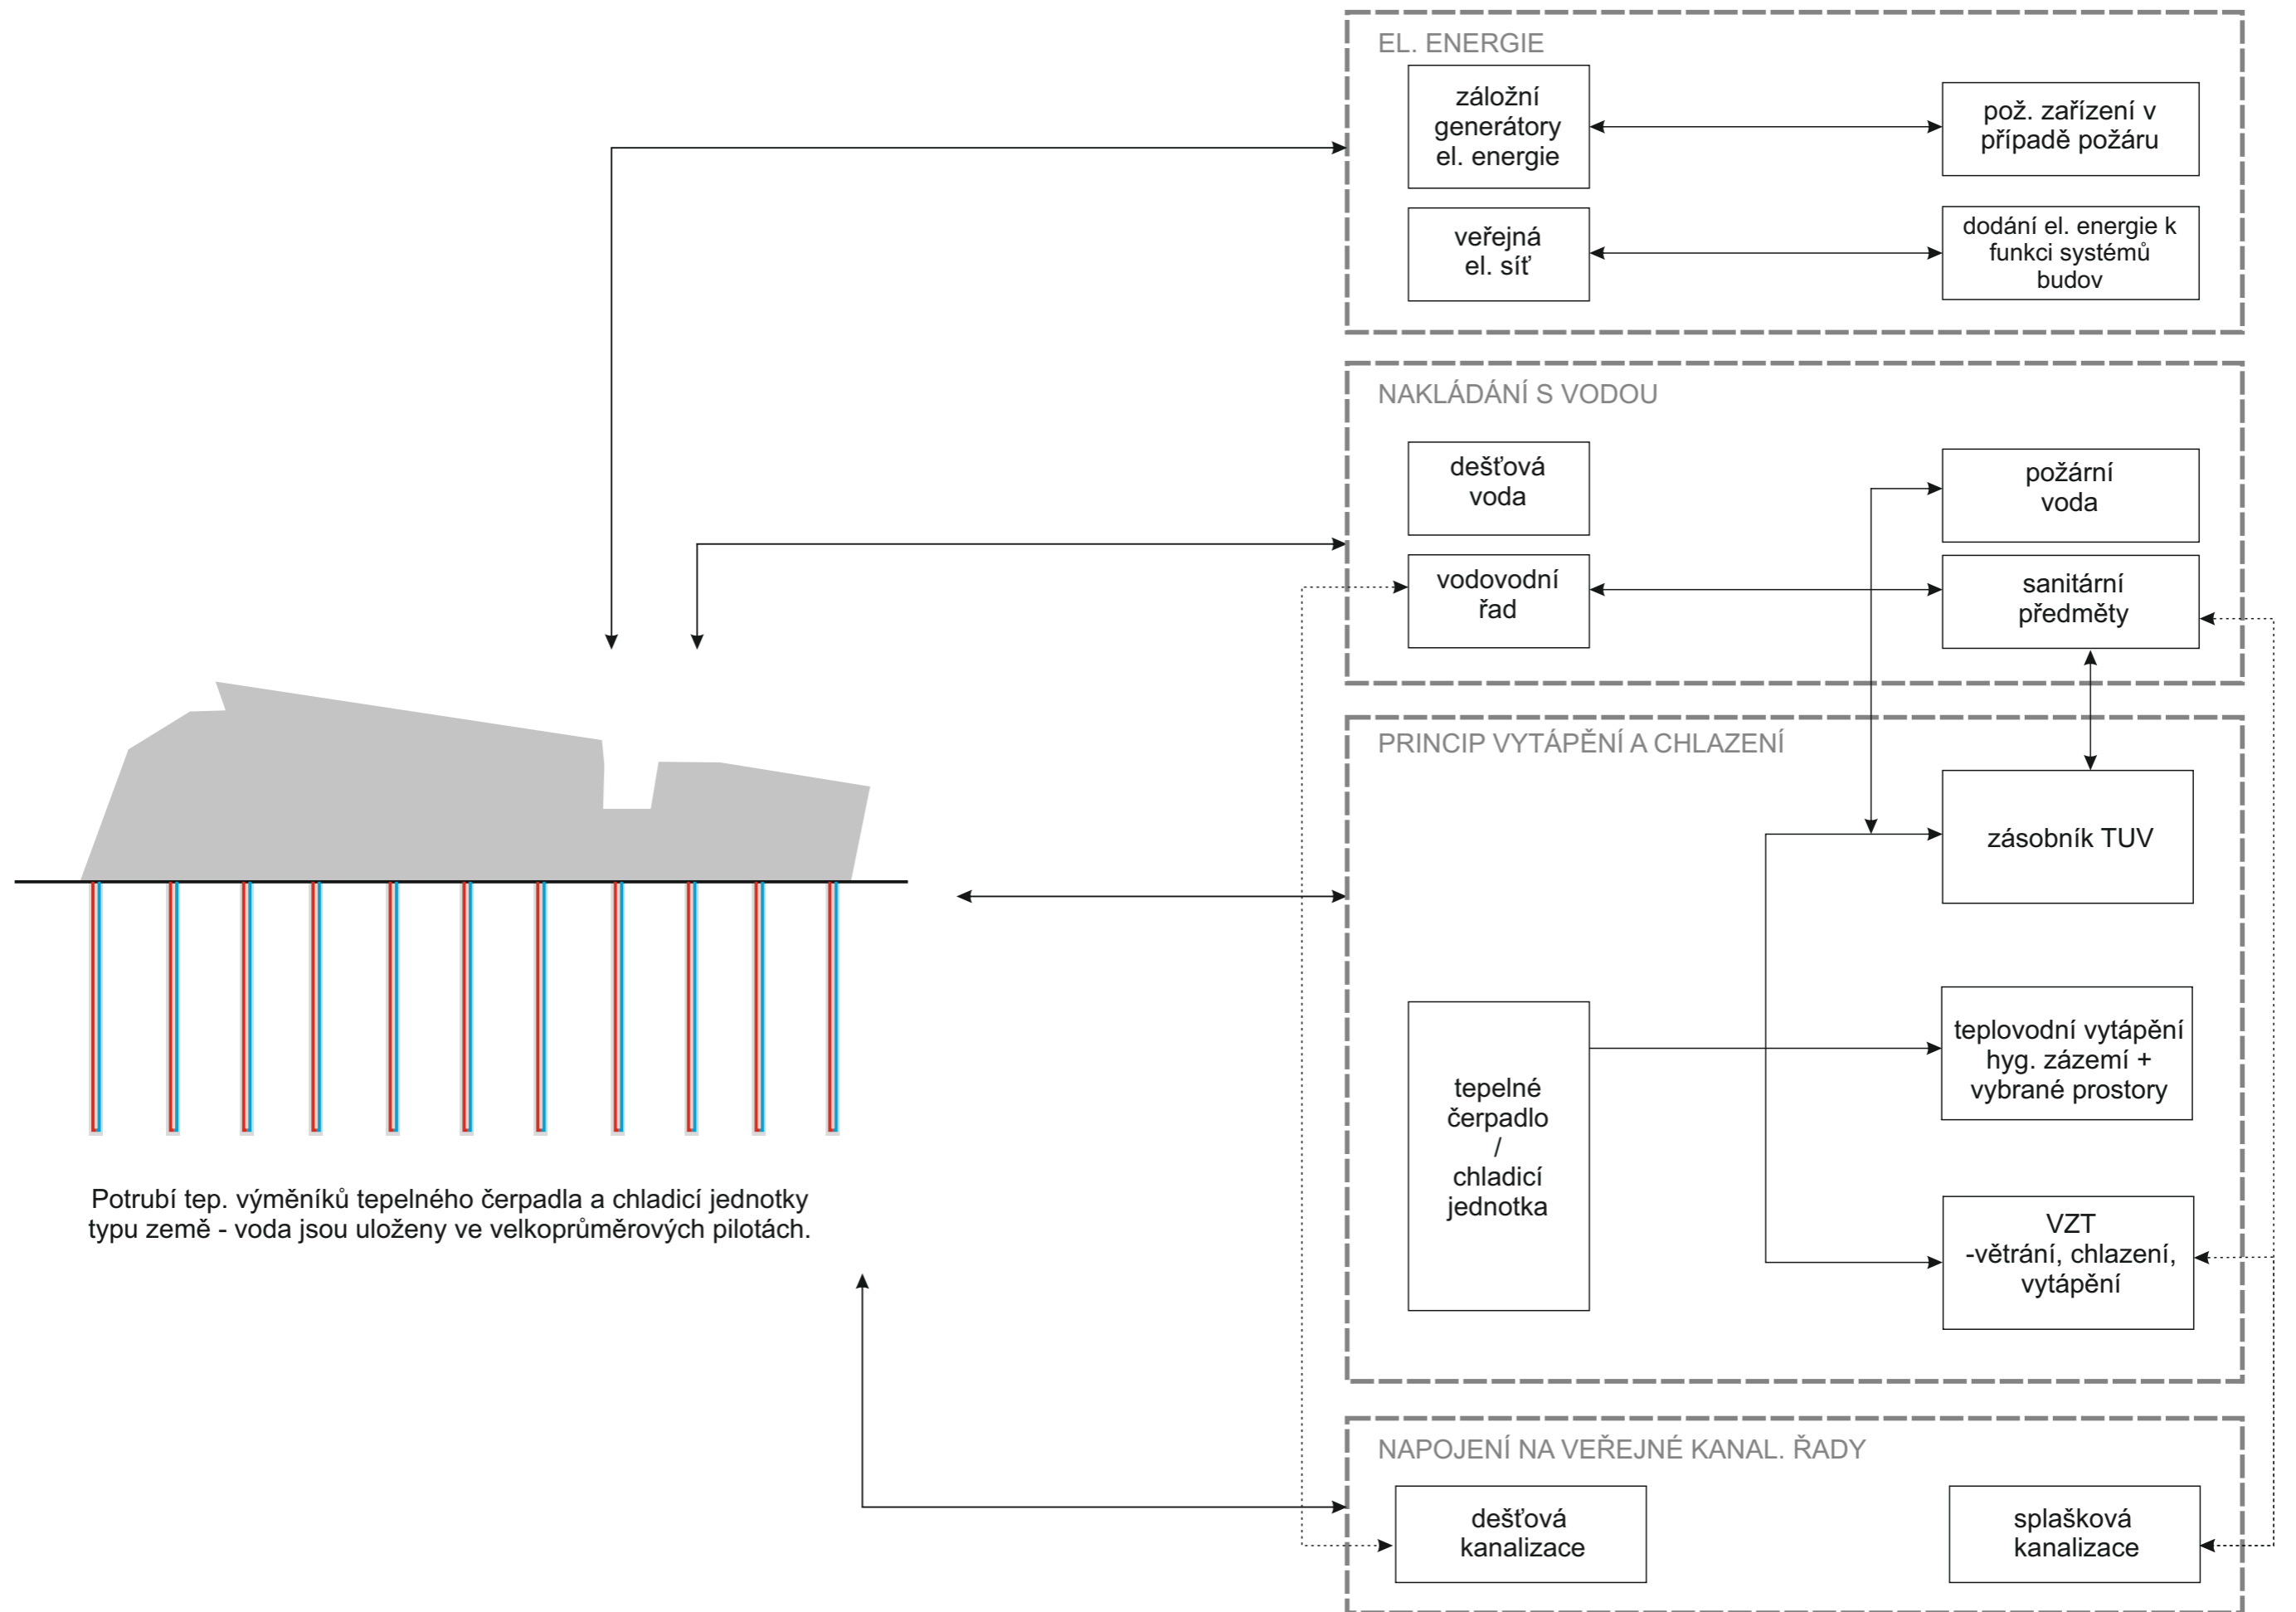 EL. ENERGIE
záložní
generátory
el. energie
pož. zařízení v
případě požáru
veřejná
el. síť
dodání el. energie k
funkci systémů
budov
NAKLÁDÁNÍ S VODOU
dešťová
voda
požární
voda
vodovodní
řad
sanitární
předměty
PRINCIP VYTÁPĚNÍ A CHLAZENÍ
zásobník TUV
tepelné
čerpadlo
/
chladicí
jednotka
teplovodní vytápění
hyg. zázemí +
vybrané prostory
VZT
-větrání, chlazení,
vytápění
Potrubí tep. výměníků tepelného čerpadla a chladicí jednotky
typu země - voda jsou uloženy ve velkoprůměrových pilotách.
NAPOJENÍ NA VEŘEJNÉ KANAL. ŘADY
dešťová
kanalizace
splašková
kanalizace